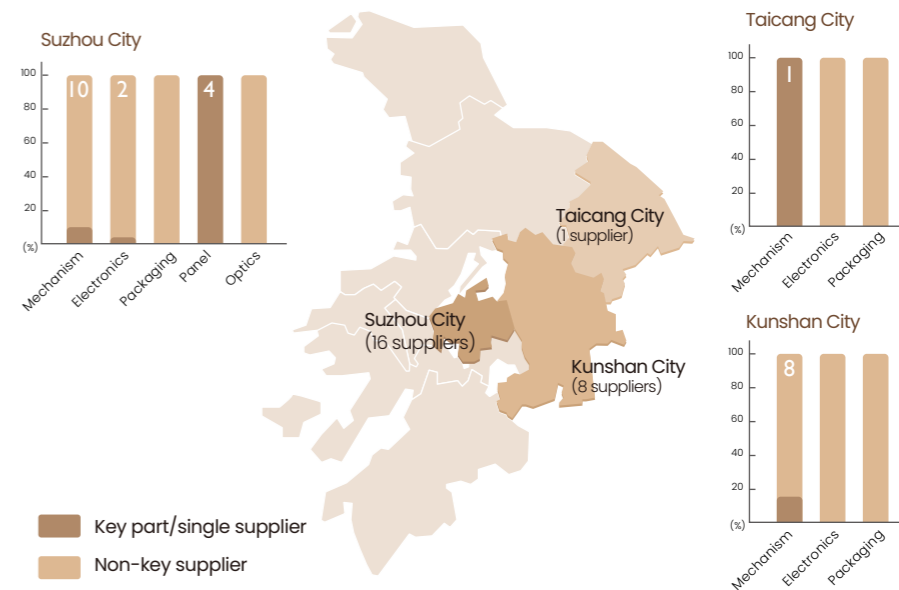 Suzhou City
100
80
60
40
20
(%)
10
2
4
Mechanism
Electronics
Packaging
Panel
Optics
Taicang City
100
80
60
40
20
(%)
1
Mechanism
Electronics
Packaging
Taicang City
(1 supplier)
Suzhou City
(16 suppliers)
Kunshan City
(8 suppliers)
Kunshan City
100
80
60
40
20
(%)
8
Mechanism
Electronics
Packaging
Key part/single supplier
Non-key supplier